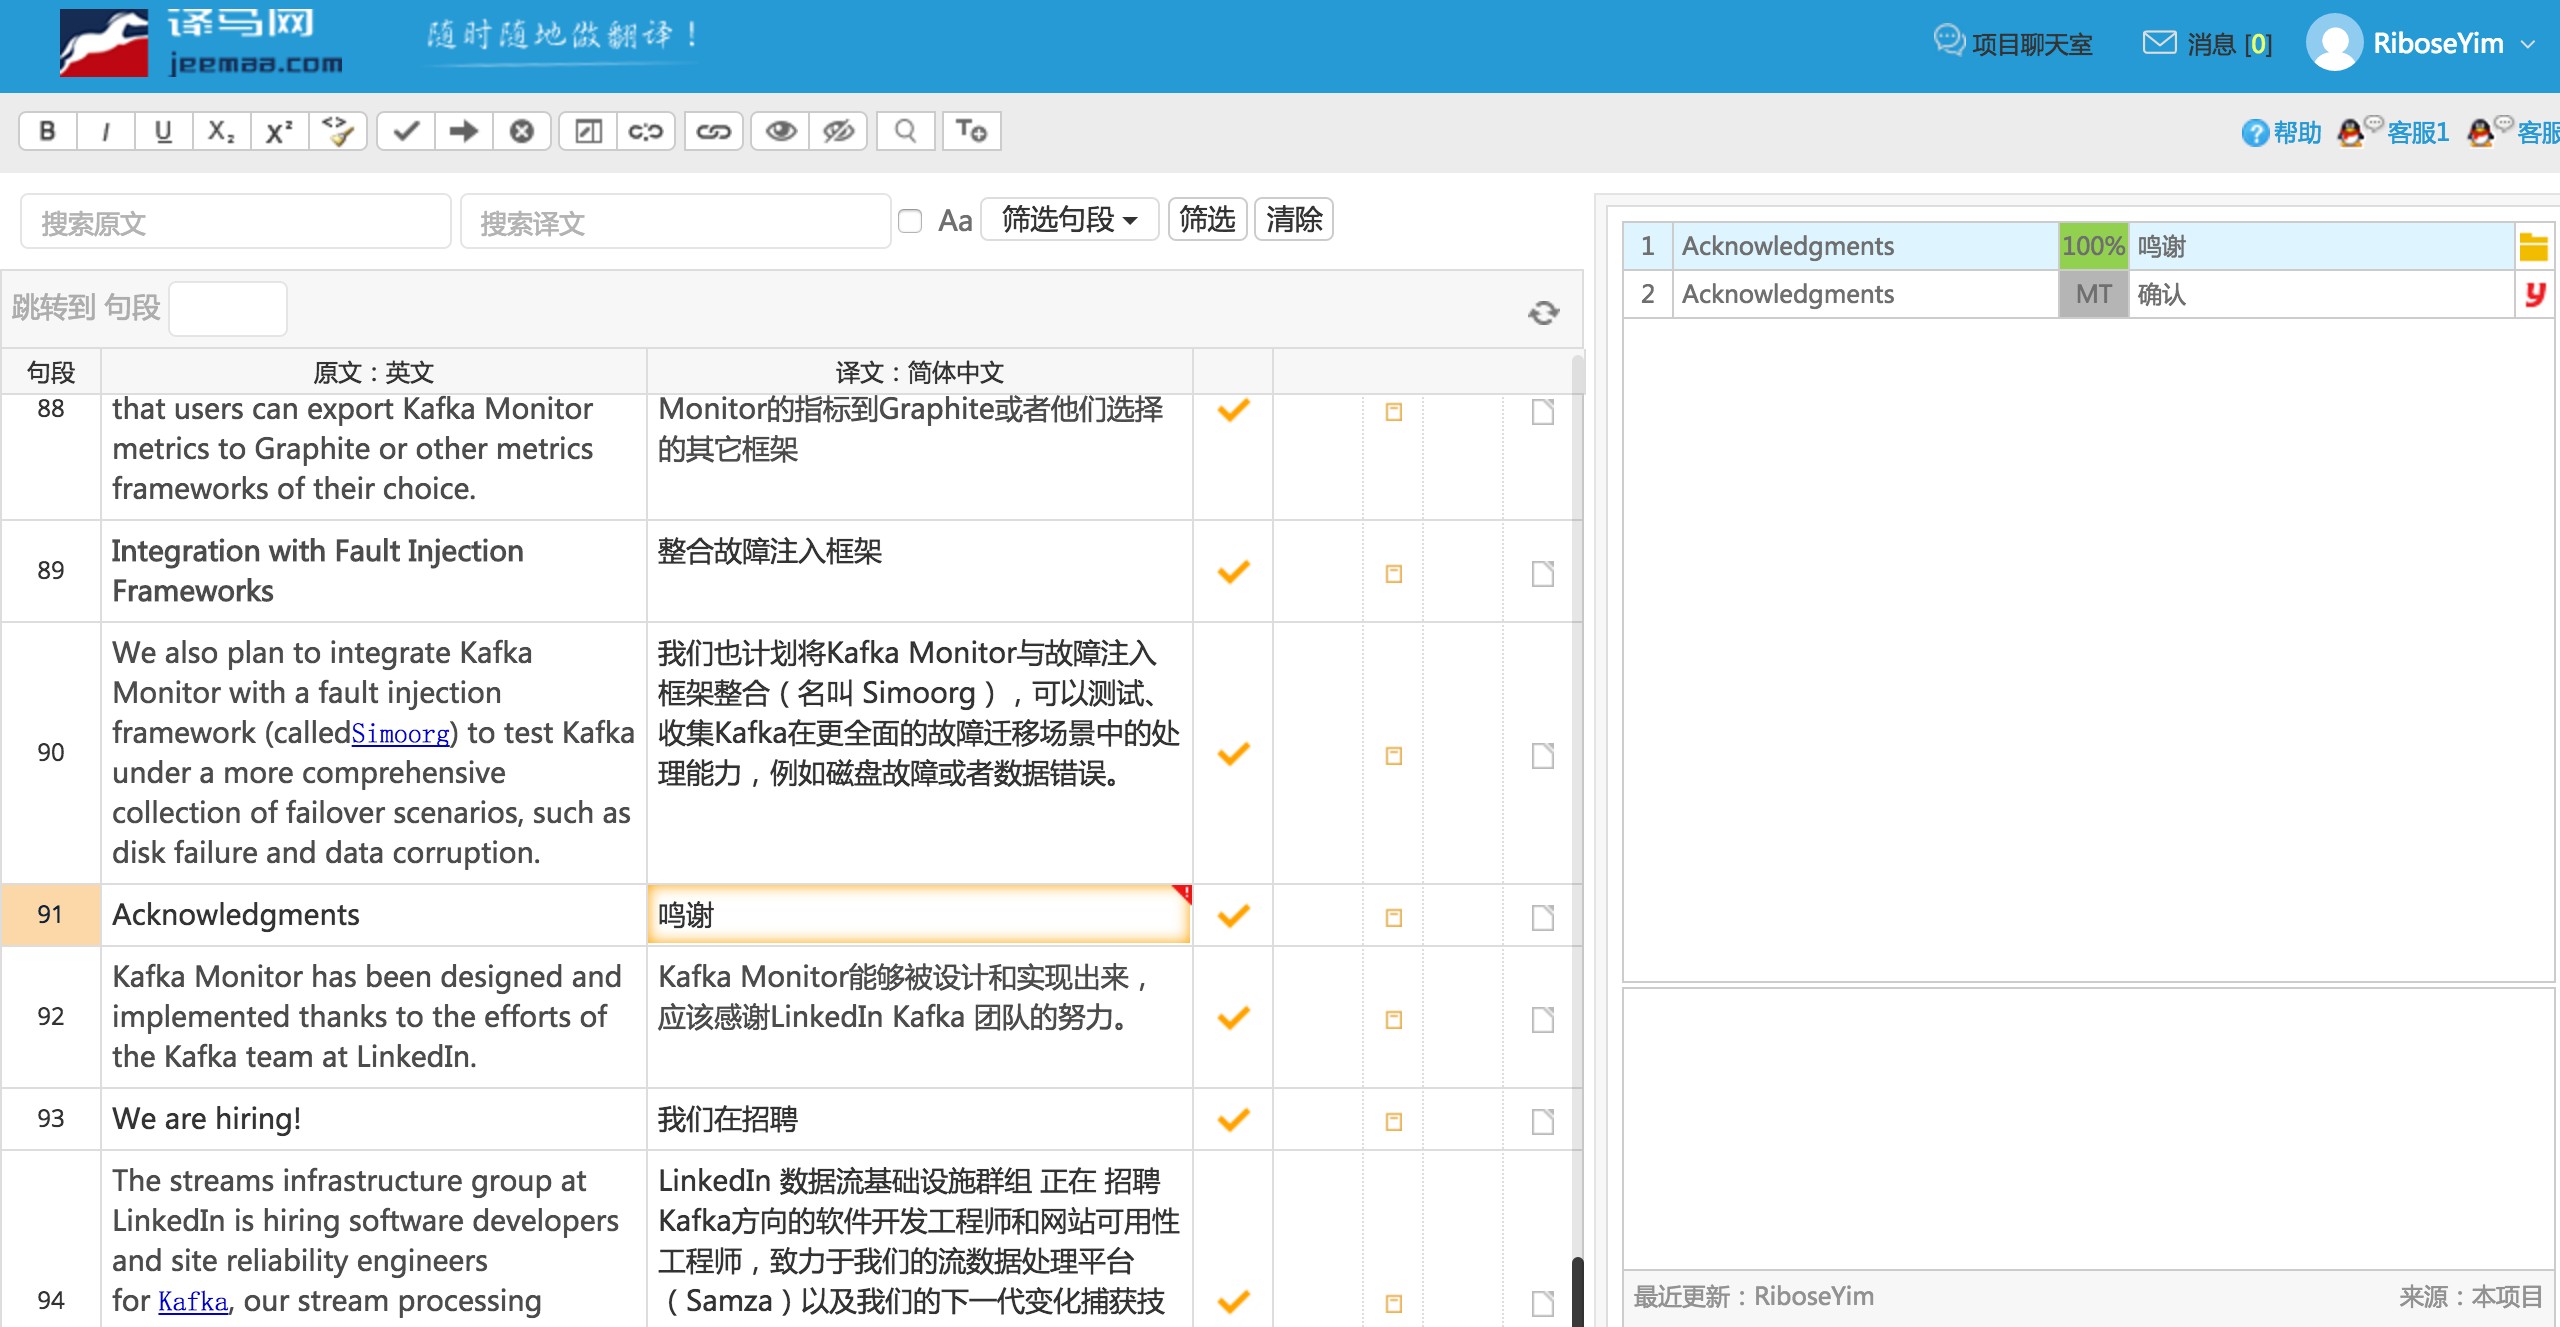 译马网
jeemaa.com
随时随地做翻译！
项目聊天室
消息 [0]
RiboseYim
B I U X₂ X²
T
帮助
客服1
客服
搜索原文
搜索译文
Aa
筛选句段
筛选
清除
跳转到 句段
句段
原文：英文
译文：简体中文
88
that users can export Kafka Monitor
metrics to Graphite or other metrics
frameworks of their choice.
Monitor的指标到Graphite或者他们选择
的其它框架
89
Integration with Fault Injection
Frameworks
整合故障注入框架
90
We also plan to integrate Kafka
Monitor with a fault injection
framework (calledSimoorg) to test Kafka
under a more comprehensive
collection of failover scenarios, such as
disk failure and data corruption.
我们也计划将Kafka Monitor与故障注入
框架整合（名叫 Simoorg），可以测试、
收集Kafka在更全面的故障迁移场景中的处
理能力，例如磁盘故障或者数据错误。
91
Acknowledgments
鸣谢
92
Kafka Monitor has been designed and
implemented thanks to the efforts of
the Kafka team at LinkedIn.
Kafka Monitor能够被设计和实现出来，
应该感谢LinkedIn Kafka 团队的努力。
93
We are hiring!
我们在招聘
94
The streams infrastructure group at
LinkedIn is hiring software developers
and site reliability engineers
for Kafka, our stream processing
LinkedIn 数据流基础设施群组 正在 招聘
Kafka方向的软件开发工程师和网站可用性
工程师，致力于我们的流数据处理平台
（Samza）以及我们的下一代变化捕获技
1 Acknowledgments 100% 鸣谢
2 Acknowledgments MT 确认 y
最近更新：RiboseYim
来源：本项目